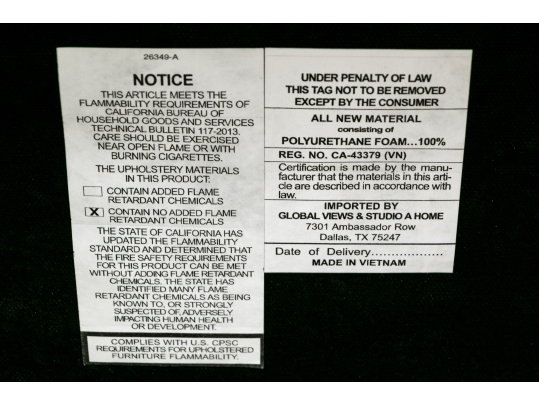 26349-A
NOTICE
THIS ARTICLE MEETS THE
FLAMMABILITY REQUIREMENTS OF
CALIFORNIA BUREAU OF
HOUSEHOLD GOODS AND SERVICES
TECHNICAL BULLETIN 117-2013.
CARE SHOULD BE EXERCISED
NEAR OPEN FLAME OR WITH
BURNING CIGARETTES.
THE UPHOLSTERY MATERIALS
IN THIS PRODUCT:
CONTAIN ADDED FLAME
RETARDANT CHEMICALS
X CONTAIN NO ADDED FLAME
RETARDANT CHEMICALS
THE STATE OF CALIFORNIA HAS
UPDATED THE FLAMMABILITY
STANDARD AND DETERMINED THAT
THE FIRE SAFETY REQUIREMENTS
FOR THIS PRODUCT CAN BE MET
WITHOUT ADDING FLAME RETARDANT
CHEMICALS. THE STATE HAS
IDENTIFIED MANY FLAME
RETARDANT CHEMICALS AS BEING
KNOWN TO, OR STRONGLY
SUSPECTED OF, ADVERSELY
IMPACTING HUMAN HEALTH
OR DEVELOPMENT.
COMPLIES WITH U.S. CPSC
REQUIREMENTS FOR UPHOLSTERED
FURNITURE FLAMMABILITY.
UNDER PENALTY OF LAW
THIS TAG NOT TO BE REMOVED
EXCEPT BY THE CONSUMER
ALL NEW MATERIAL
consisting of
POLYURETHANE FOAM...100%
REG. NO. CA-43379 (VN)
Certification is made by the manu-
facturer that the materials in this arti-
cle are described in accordance with
law.
IMPORTED BY
GLOBAL VIEWS & STUDIO A HOME
7301 Ambassador Row
Dallas, TX 75247
Date of Delivery..................
MADE IN VIETNAM